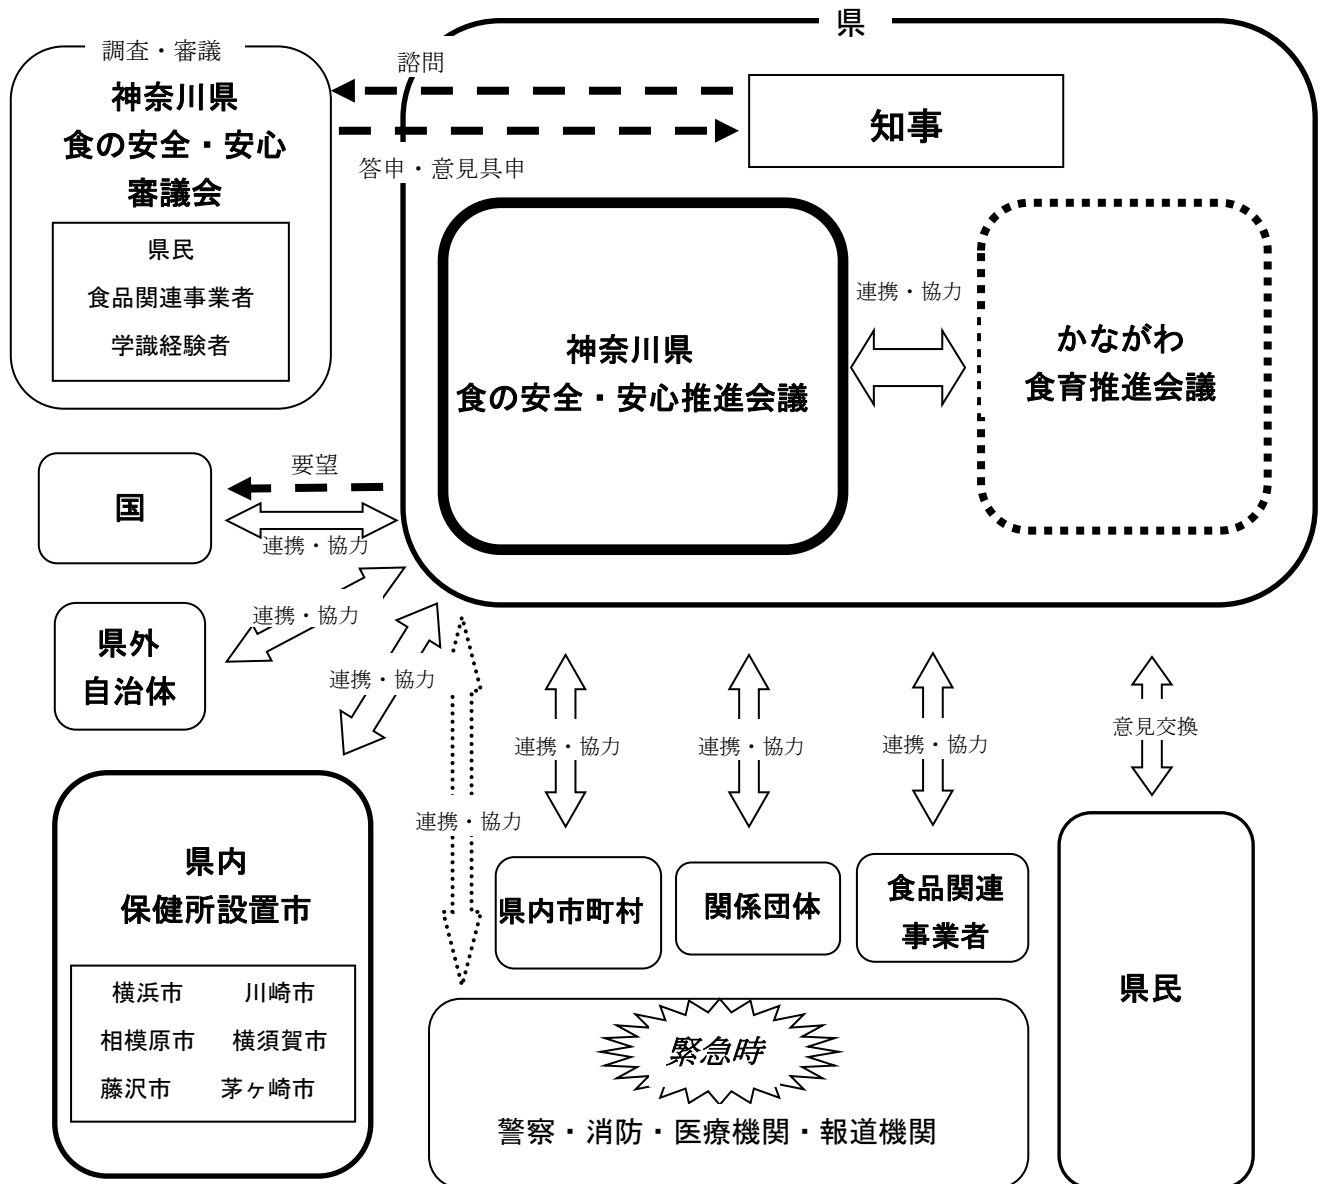 県
調査・審議
神奈川県
食の安全・安心
審議会
県民
食品関連事業者
学識経験者
諮問
答申・意見具申
知事
神奈川県
食の安全・安心推進会議
連携・協力
かながわ
食育推進会議
国
要望
連携・協力
県外
自治体
連携・協力
連携・協力
県内
保健所設置市
横浜市 川崎市
相模原市 横須賀市
藤沢市 茅ヶ崎市
連携・協力
連携・協力
連携・協力
連携・協力
意見交換
県内市町村
関係団体
食品関連
事業者
県民
緊急時
警察・消防・医療機関・報道機関